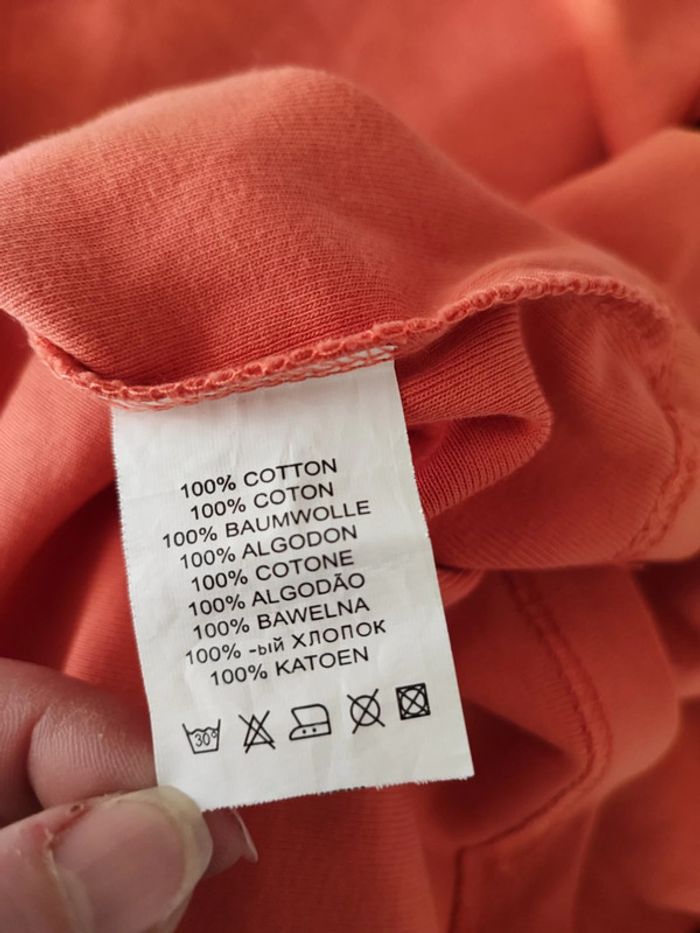 100% COTTON
100% COTON
100% BAUMWOLLE
100% ALGODON
100% COTONE
100% ALGODÃO
100% BAWELNA
100% -ый ХЛОПОК
100% KATOEN
30°